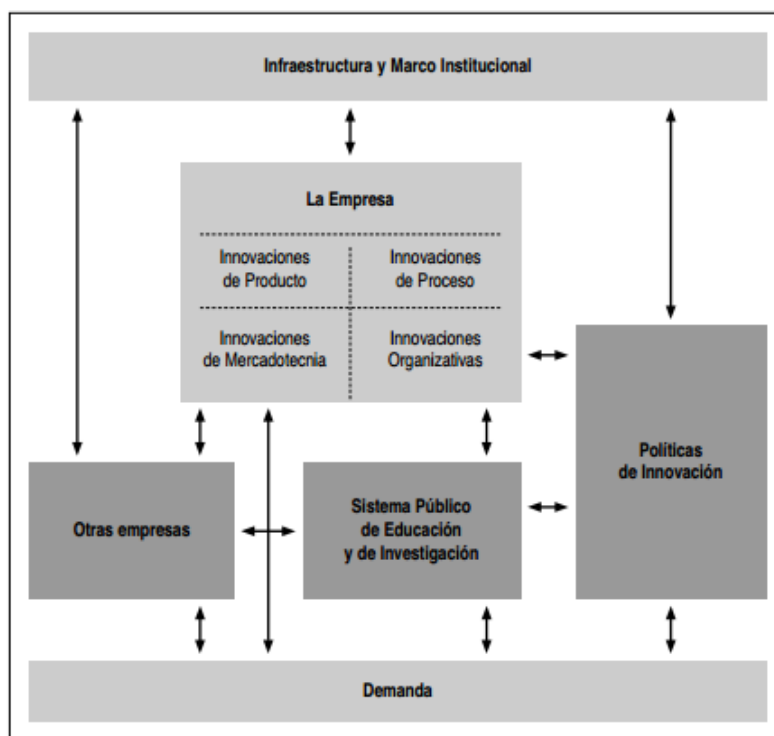 Infraestructura y Marco Institucional
La Empresa
Innovaciones
de Producto
Innovaciones
de Proceso
Innovaciones
de Mercadotecnia
Innovaciones
Organizativas
Otras empresas
Sistema Público
de Educación
y de Investigación
Políticas
de Innovación
Demanda